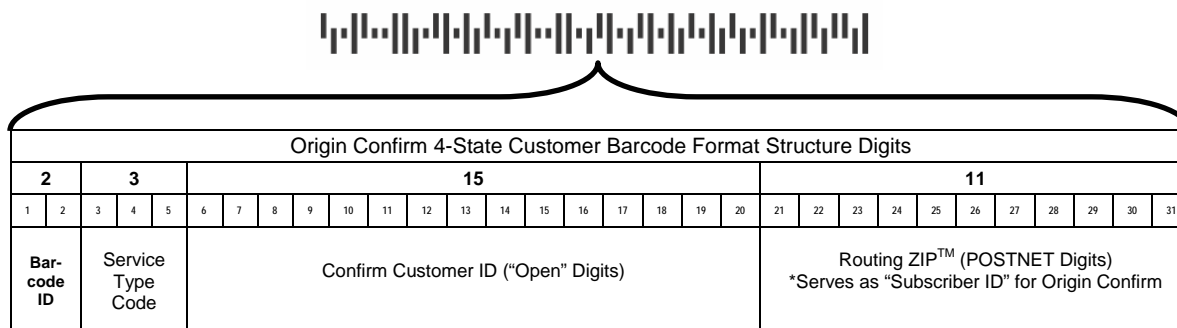 Origin Confirm 4-State Customer Barcode Format Structure Digits
2 3 15 11
1 2 3 4 5 6 7 8 9 10 11 12 13 14 15 16 17 18 19 20 21 22 23 24 25 26 27 28 29 30 31
Bar-
code
ID
Service
Type
Code
Confirm Customer ID (“Open” Digits)
Routing ZIP™ (POSTNET Digits)
*Serves as “Subscriber ID” for Origin Confirm